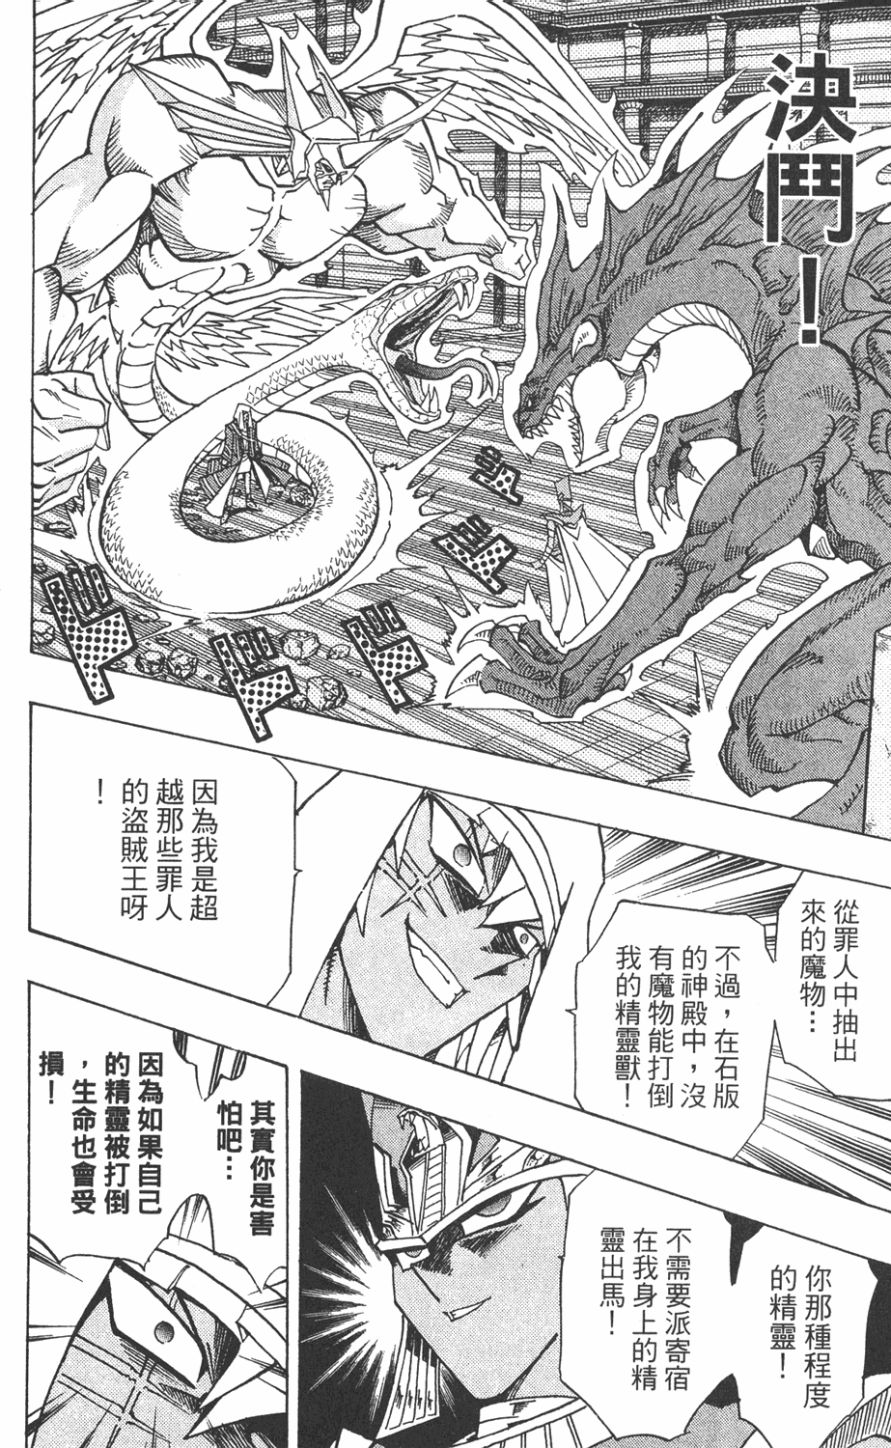 決鬥！
從罪人中抽出
來的魔物…
不過，在石版
的神殿中，沒
有魔物能打倒
我的精靈獸！
因為我是超
越那些罪人
的盜賊王呀
！
你那種程度
的精靈！
不需要派寄宿
在我身上的精
靈出馬！
其實你是害
怕吧…
因為如果自己
的精靈被打倒
，生命也會受
損！